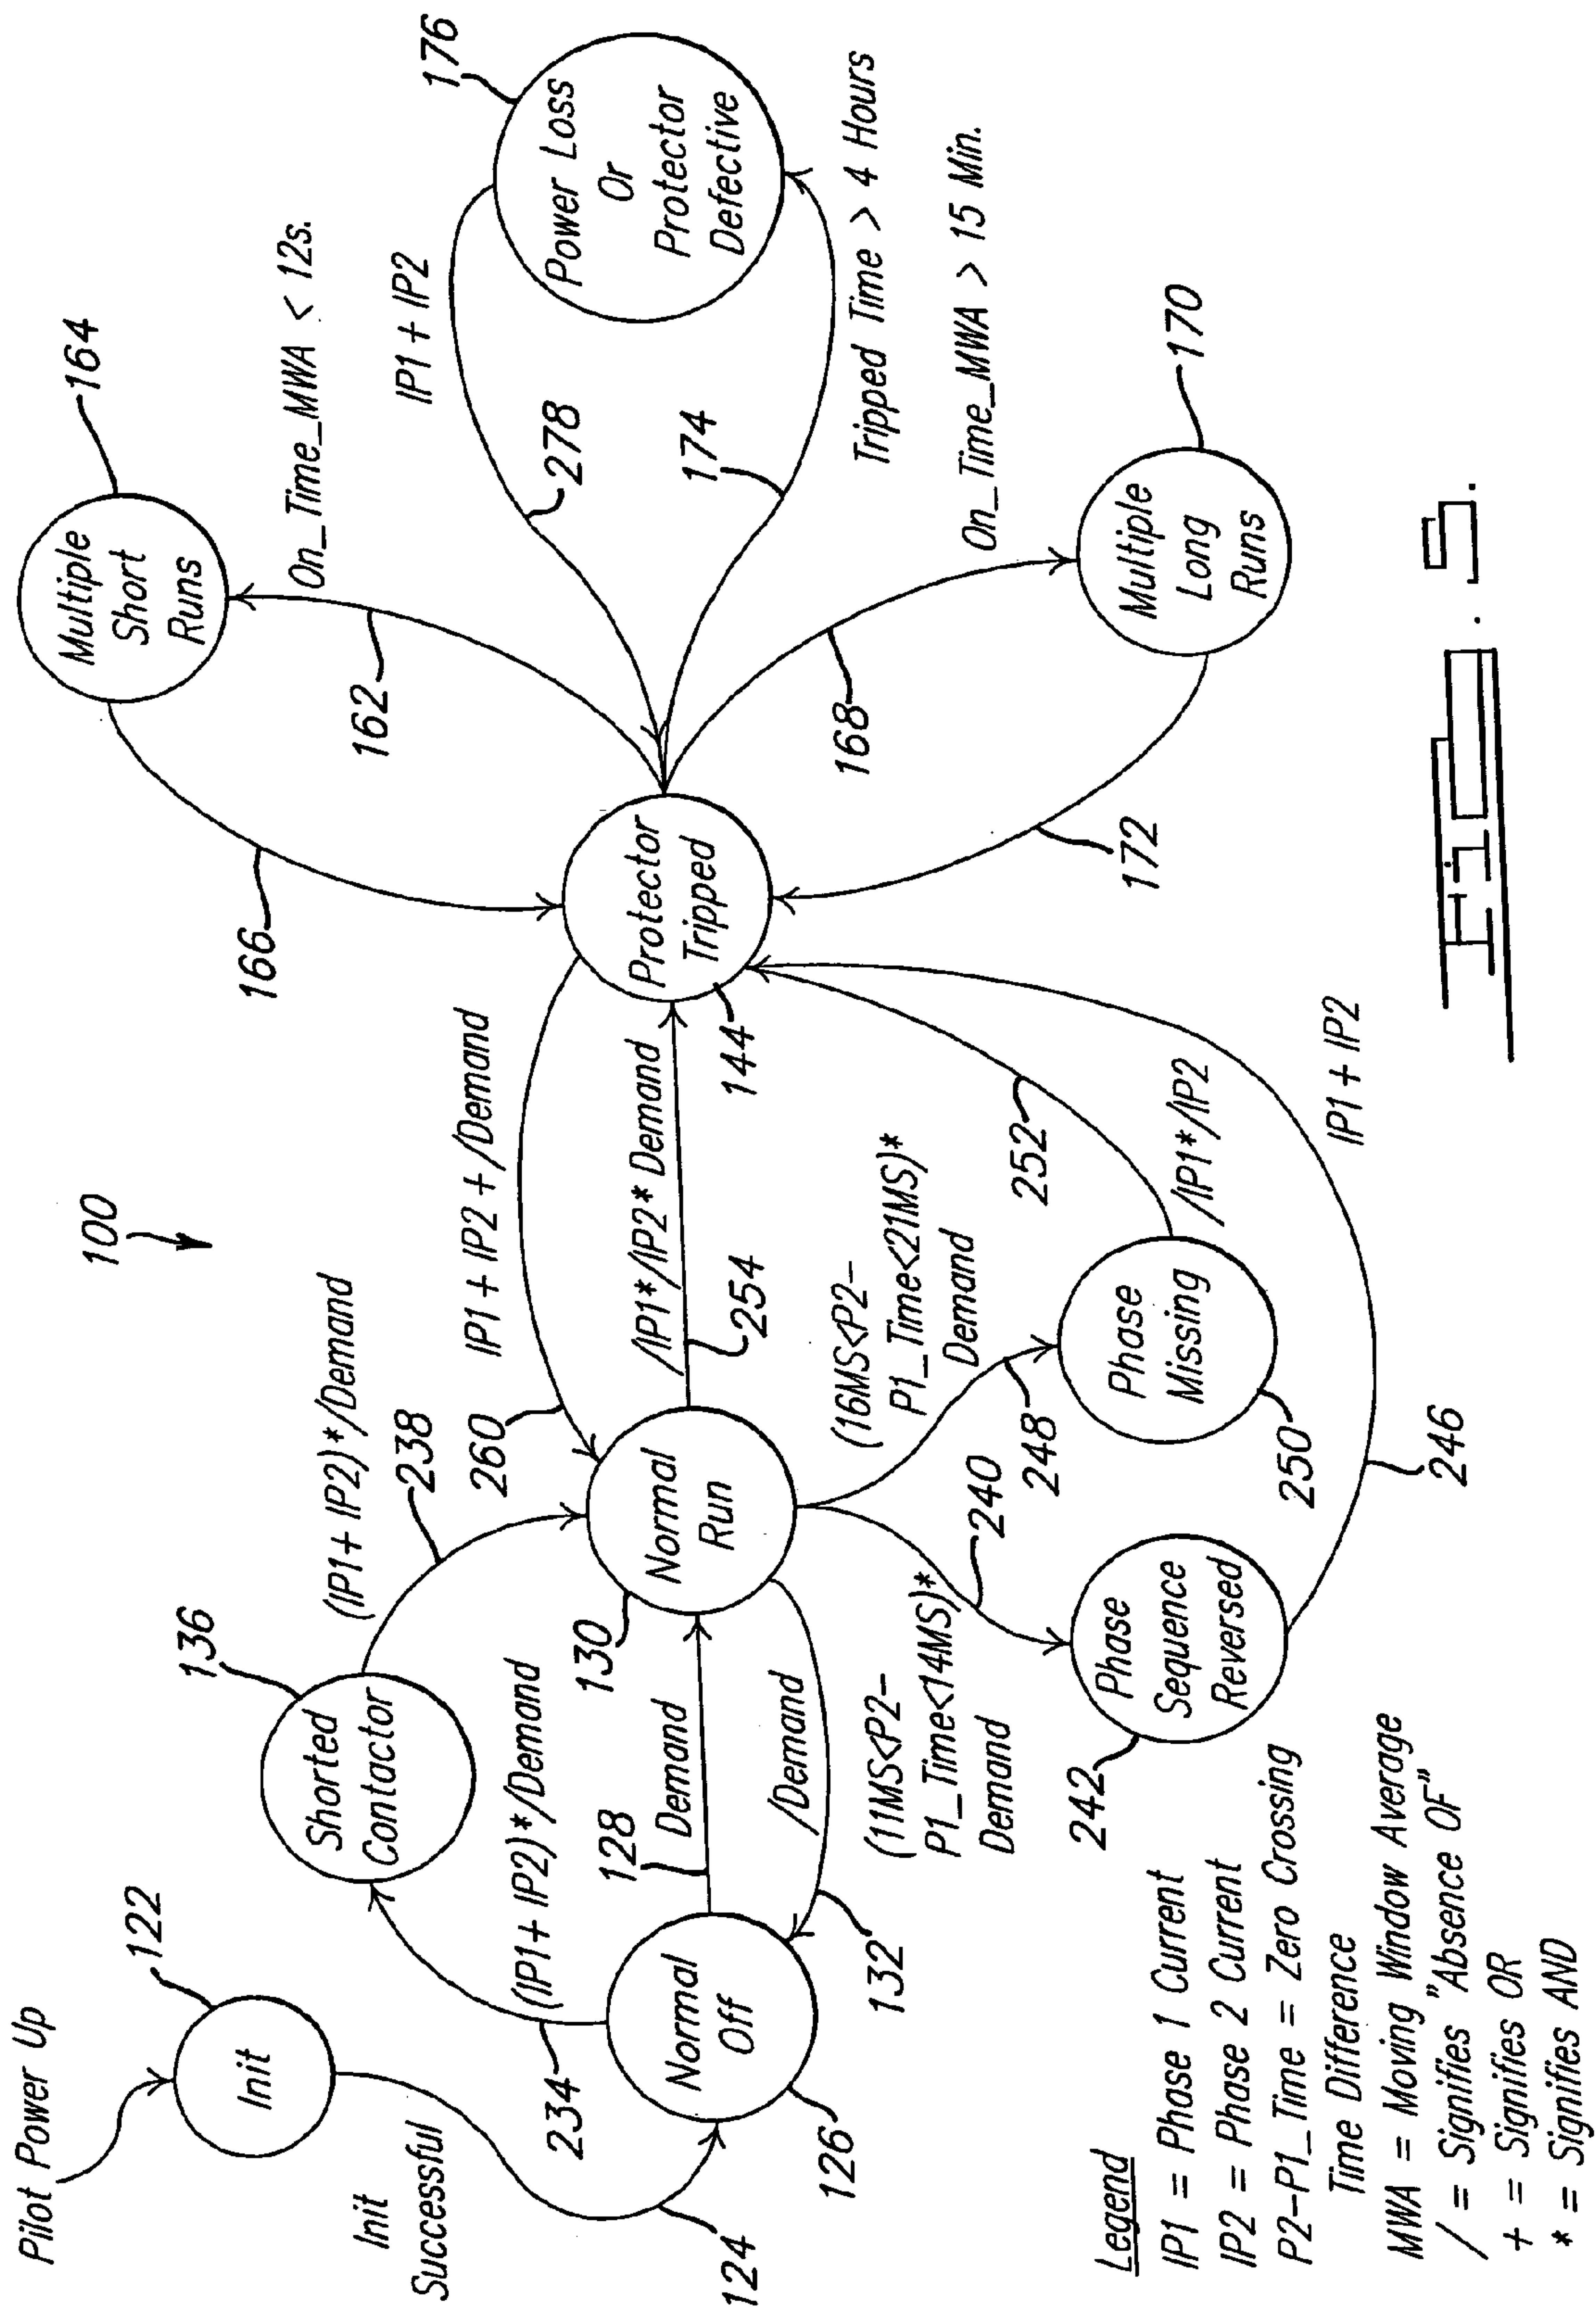 100
Pilot Power Up
122
Init
Init
Successful
124
Normal
Off
126
234
(IP1+ IP2)*/Demand
136
Shorted
Contactor
(IP1+ IP2)*/Demand
238
128
Demand
/Demand
132
130
Normal
Run
260
IP1 + IP2 + /Demand
/IP1*/IP2* Demand
254
(11MS<P2-
P1_Time<14MS)*
Demand
240
242
Phase
Sequence
Reversed
(16MS<P2-
P1_Time<21MS)*
Demand
248
Phase
Missing
250
252
/IP1*/IP2
246
IP1 + IP2
144
Protector
Tripped
166
162
Multiple
Short
Runs
164
On_Time_MWA < 12s.
IP1 + IP2
278
176
Power Loss
Or
Protector
Defective
174
Tripped Time > 4 Hours
168
On_Time_MWA > 15 Min.
Multiple
Long
Runs
170
172
Legend
IP1 = Phase 1 Current
IP2 = Phase 2 Current
P2-P1_Time = Zero Crossing
Time Difference
MWA = Moving Window Average
/ = Signifies "Absence OF"
+ = Signifies OR
* = Signifies AND
Fig. 5.